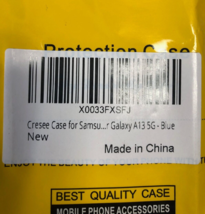 Protection Case
X0033FXSFJ
Cresee Case for Samsu...r Galaxy A13 5G - Blue
New
Made in China
BEST QUALITY CASE
MOBILE PHONE ACCESSORIES